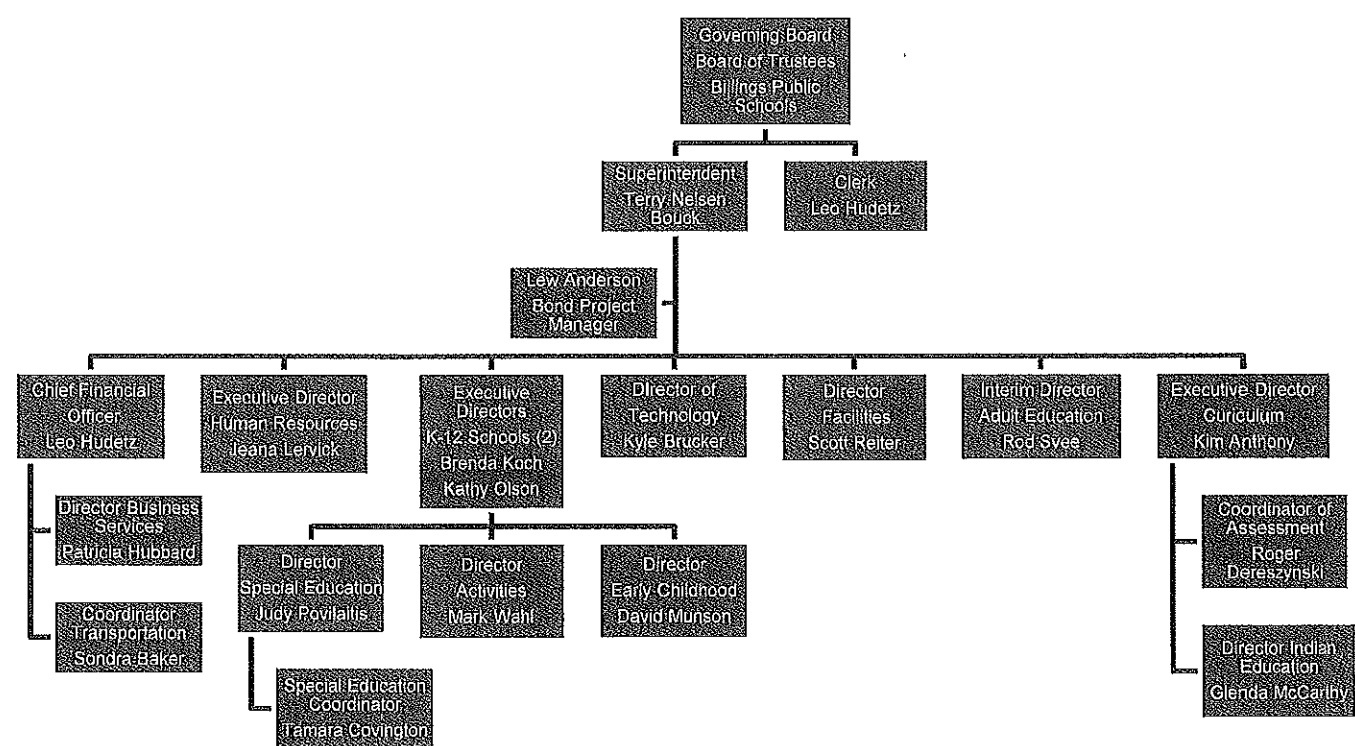 Governing Board
Board of Trustees
Billings Public
Schools
Superintendent
Terry Nelsen
Bouck
Clerk
Leo Hudetz
Lew Anderson
Bond Project
Manager
Chief Financial
Officer
Leo Hudetz
Executive Director
Human Resources
Jeana Lervick
Executive
Directors
K-12 Schools (2)
Brenda Koch
Kathy Olson
Director of
Technology
Kyle Brucker
Director
Facilities
Scott Reiter
Interim Director
Adult Education
Rod Svee
Executive Director
Curiculum
Kim Anthony
Director Business
Services
Patricia Hubbard
Coordinator
Transportation
Sondra Baker
Director
Special Education
Judy Povilaitis
Director
Activities
Mark Wahl
Director
Early Childhood
David Munson
Special Education
Coordinator
Tamara Covington
Coordinator of
Assessment
Roger
Dereszynski
Director Indian
Education
Glenda McCarthy